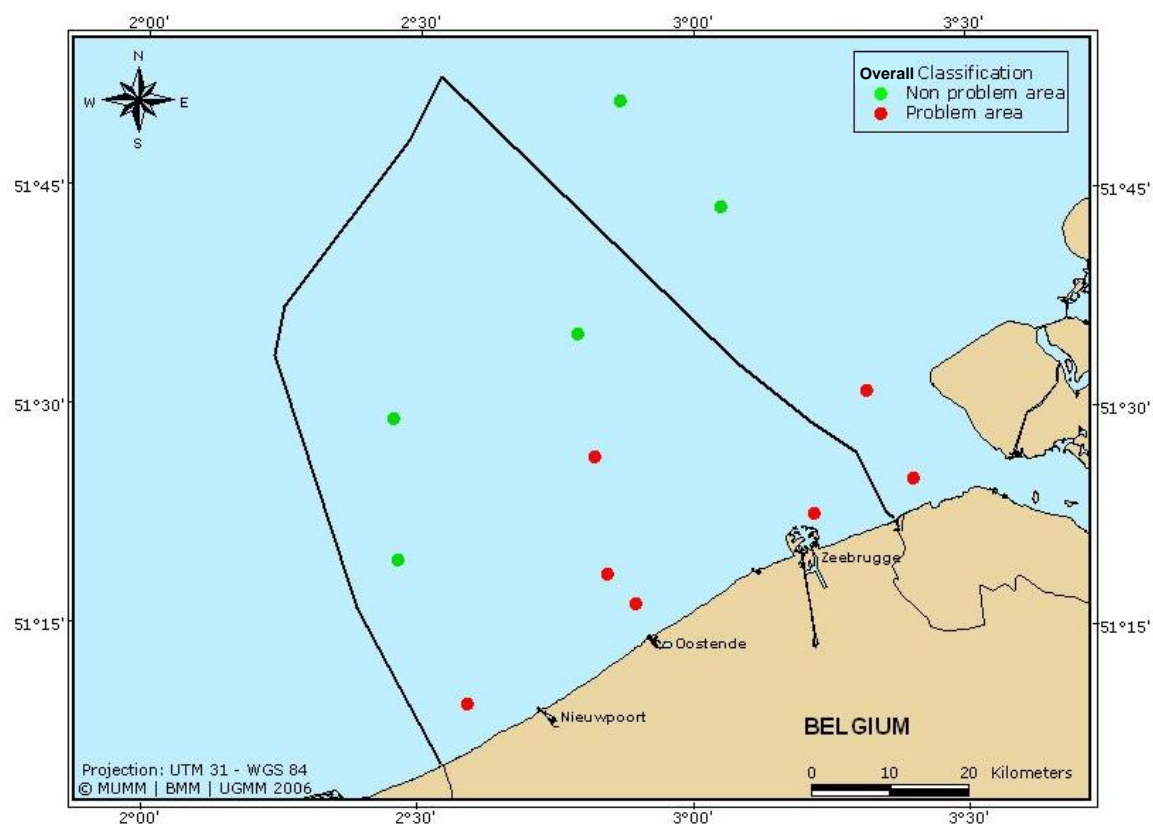 2°00' 2°30' 3°00' 3°30'
N
W E
S
Overall Classification
Non problem area
Problem area
51°45' 51°45'
51°30' 51°30'
Zeebrugge
51°15' 51°15'
Oostende
Nieuwpoort
BELGIUM
Projection: UTM 31 - WGS 84
© MUMM | BMM | UGMM 2006
0 10 20 Kilometers
2°00' 2°30' 3°00' 3°30'